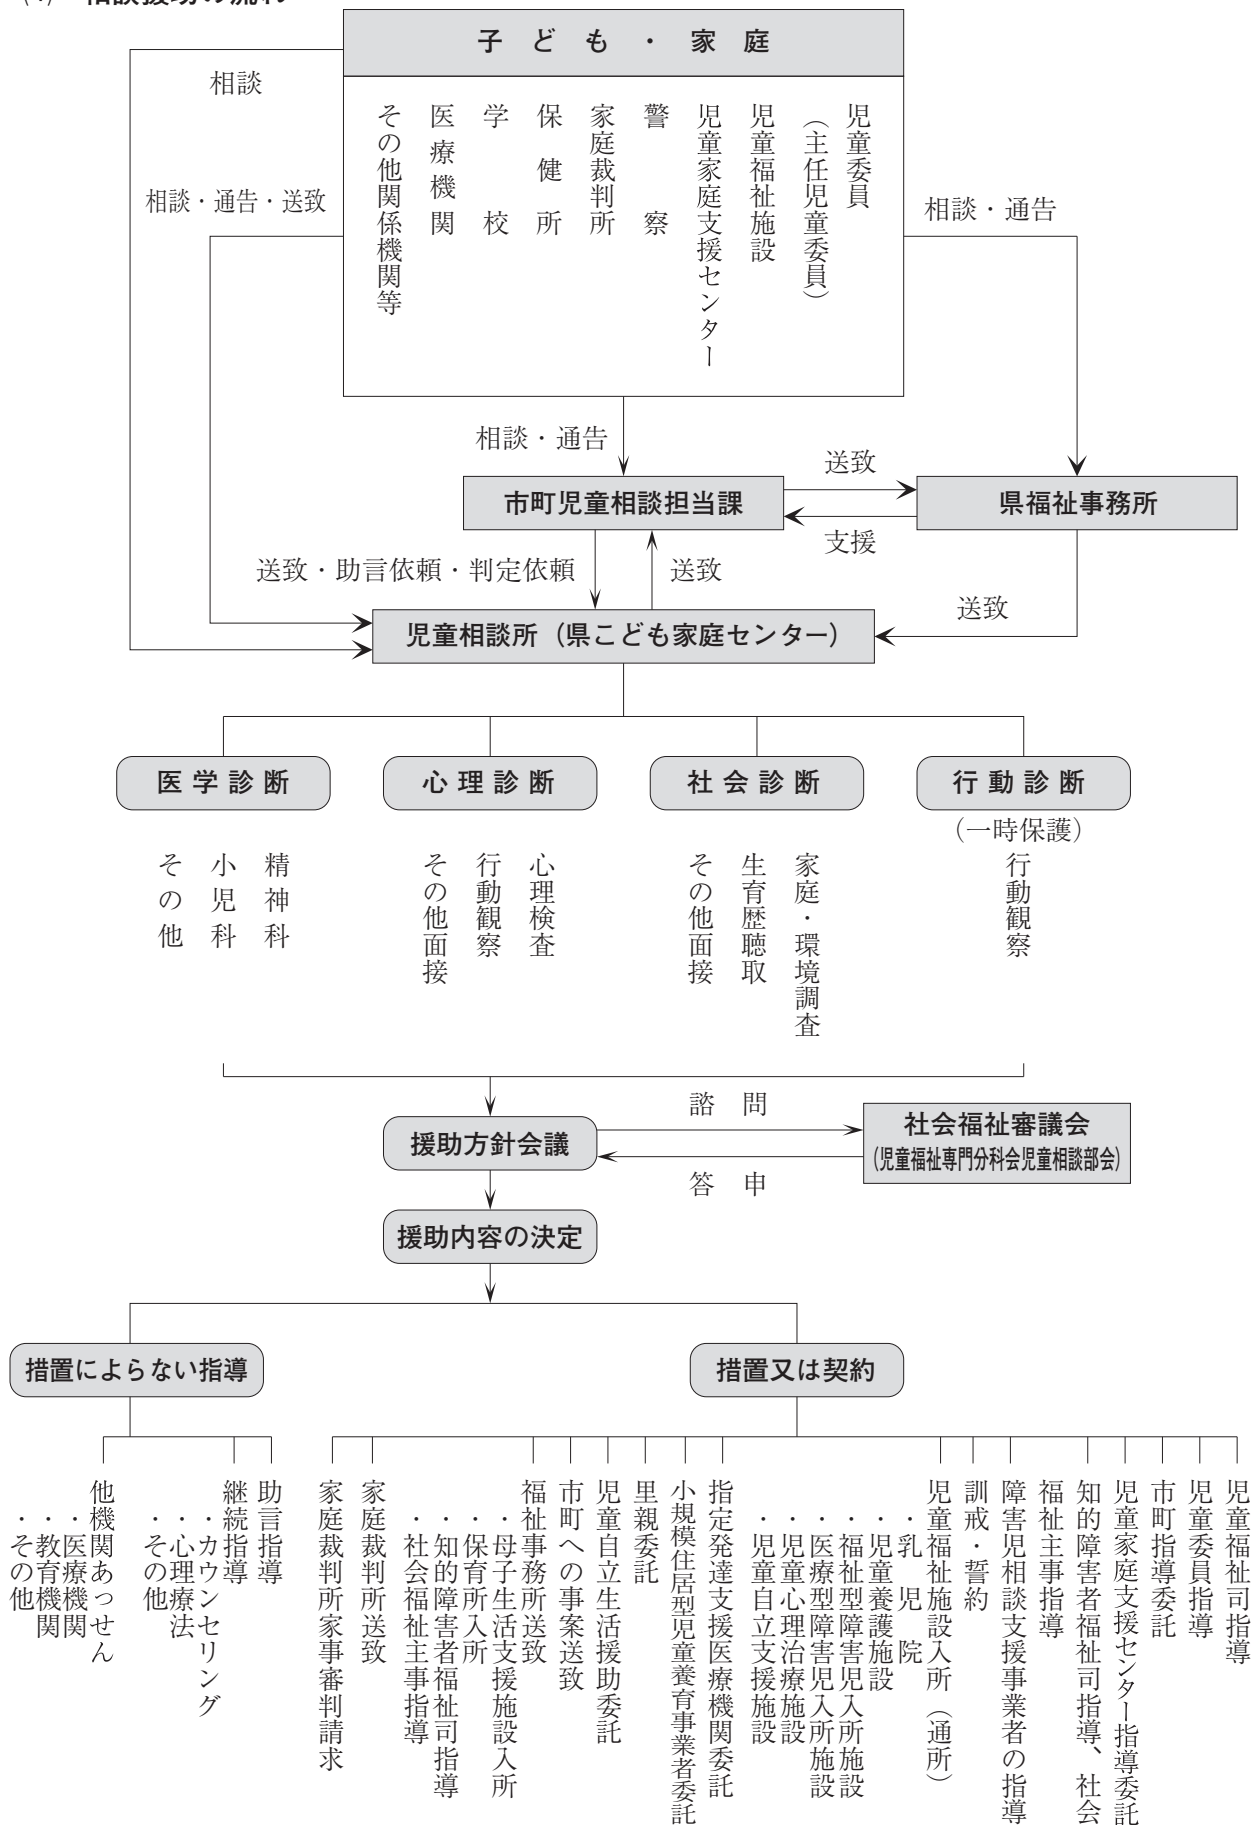 相談援助の流れ
子ども・家庭
児童委員
（主任児童委員）
児童福祉施設
児童家庭支援センター
警察
家庭裁判所
保健所
学校
医療機関
その他関係機関等
相談
相談・通告・送致
相談・通告
相談・通告
市町児童相談担当課
送致
支援
県福祉事務所
送致・助言依頼・判定依頼
送致
送致
児童相談所（県こども家庭センター）
医学診断
精神科
小児科
その他
心理診断
心理検査
行動観察
その他面接
社会診断
家庭・環境調査
生育歴聴取
その他面接
行動診断
（一時保護）
行動観察
援助方針会議
諮問
答申
社会福祉審議会
（児童福祉専門分科会児童相談部会）
援助内容の決定
措置によらない指導
助言指導
継続指導
・カウンセリング
・心理療法
・その他
他機関あっせん
・医療機関
・教育機関
・その他
措置又は契約
児童福祉司指導
児童委員指導
市町指導委託
児童家庭支援センター指導委託
知的障害者福祉司指導、社会
福祉主事指導
障害児相談支援事業者の指導
訓戒・誓約
児童福祉施設入所（通所）
・乳児院
・児童養護施設
・福祉型障害児入所施設
・医療型障害児入所施設
・児童心理治療施設
・児童自立支援施設
指定発達支援医療機関委託
小規模住居型児童養育事業者委託
里親委託
児童自立生活援助委託
市町への事案送致
福祉事務所送致
・母子生活支援施設入所
・保育所入所
・知的障害者福祉司指導
・社会福祉主事指導
家庭裁判所送致
家庭裁判所家事審判請求